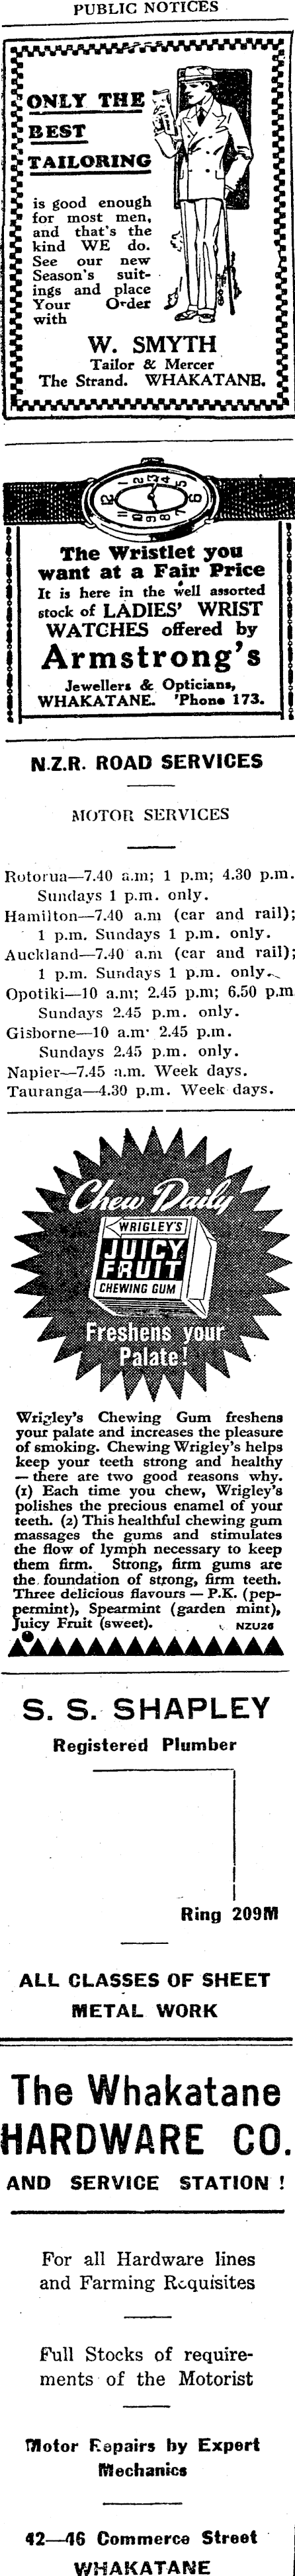 PUBLIC NOTICES
ONLY THE
BEST
TAILORING
is good enough
for most men,
and that's the
kind WE do.
See our new
Season's suit-
ings and place
Your Order
with
W. SMYTH
Tailor & Mercer
The Strand. WHAKATANE.
The Wristlet you
want at a Fair Price
It is here in the well assorted
stock of LADIES' WRIST
WATCHES offered by
Armstrong's
Jewellers & Opticians,
WHAKATANE. 'Phone 173.
N.Z.R. ROAD SERVICES
MOTOR SERVICES
Rotorua—7.40 a.m; 1 p.m; 4.30 p.m.
Sundays 1 p.m. only.
Hamilton—7.40 a.m (car and rail);
1 p.m. Sundays 1 p.m. only.
Auckland—7.40 a.m (car and rail);
1 p.m. Sundays 1 p.m. only.
Opotiki—10 a.m; 2.45 p.m; 6.50 p.m
Sundays 2.45 p.m. only.
Gisborne—10 a.m· 2.45 p.m.
Sundays 2.45 p.m. only.
Napier—7.45 a.m. Week days.
Tauranga—4.30 p.m. Week days.
Chew Daily
WRIGLEY'S
JUICY
FRUIT
CHEWING GUM
Freshens your
Palate!
Wrigley's Chewing Gum freshens
your palate and increases the pleasure
of smoking. Chewing Wrigley's helps
keep your teeth strong and healthy
— there are two good reasons why.
(1) Each time you chew, Wrigley's
polishes the precious enamel of your
teeth. (2) This healthful chewing gum
massages the gums and stimulates
the flow of lymph necessary to keep
them firm. Strong, firm gums are
the foundation of strong, firm teeth.
Three delicious flavours — P.K. (pep-
permint), Spearmint (garden mint),
Juicy Fruit (sweet). NZU26
S. S. SHAPLEY
Registered Plumber
Ring 209M
ALL CLASSES OF SHEET
METAL WORK
The Whakatane
HARDWARE CO.
AND SERVICE STATION !
For all Hardware lines
and Farming Requisites
Full Stocks of require-
ments of the Motorist
Motor Repairs by Expert
Mechanics
42—46 Commerce Street
WHAKATANE